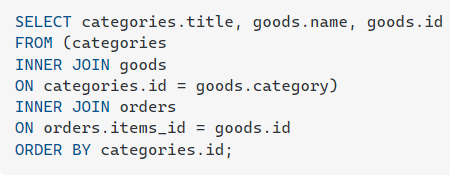 SELECT categories.title, goods.name, goods.id
FROM (categories
INNER JOIN goods
ON categories.id = goods.category)
INNER JOIN orders
ON orders.items_id = goods.id
ORDER BY categories.id;